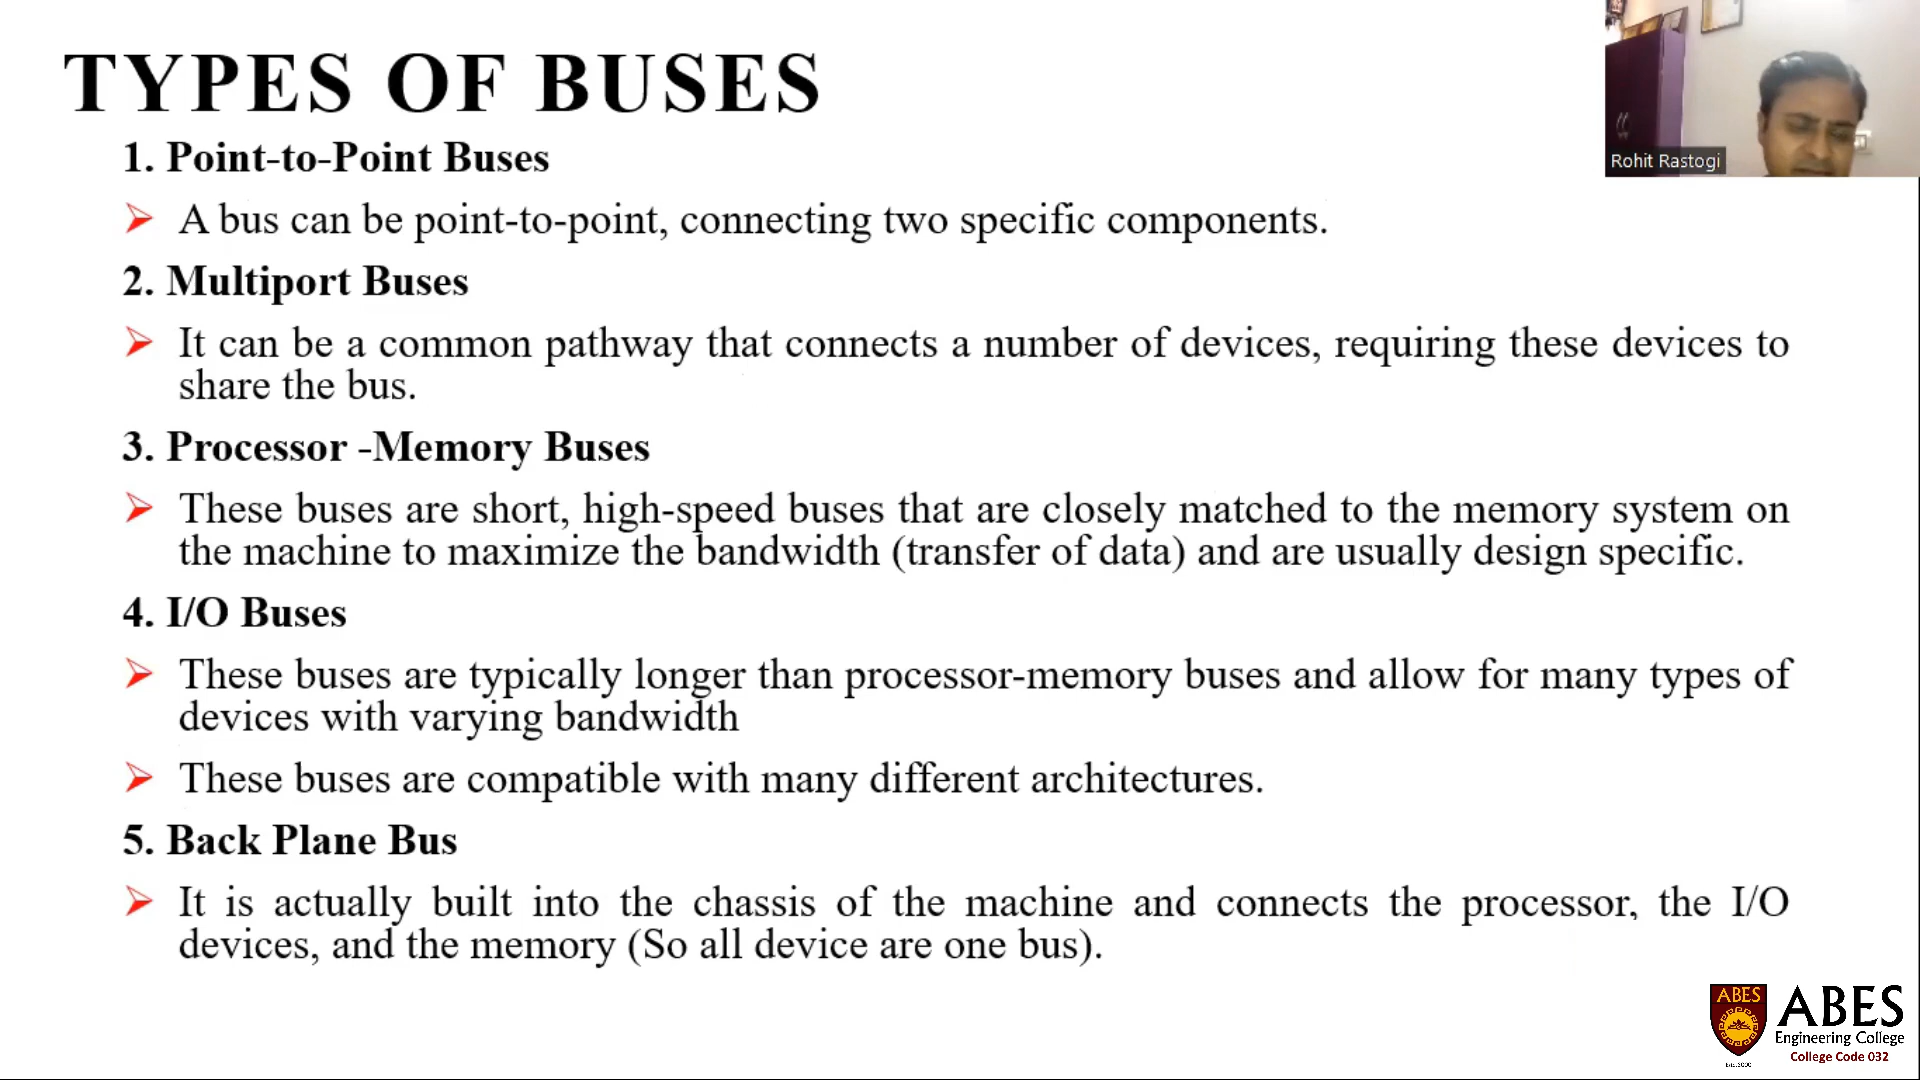 TYPES OF BUSES
Rohit Rastogi
1. Point-to-Point Buses
A bus can be point-to-point, connecting two specific components.
2. Multiport Buses
It can be a common pathway that connects a number of devices, requiring these devices to
share the bus.
3. Processor -Memory Buses
These buses are short, high-speed buses that are closely matched to the memory system on
the machine to maximize the bandwidth (transfer of data) and are usually design specific.
4. I/O Buses
These buses are typically longer than processor-memory buses and allow for many types of
devices with varying bandwidth
These buses are compatible with many different architectures.
5. Back Plane Bus
It is actually built into the chassis of the machine and connects the processor, the I/O
devices, and the memory (So all device are one bus).
ABES
ABES
Engineering College
College Code 032